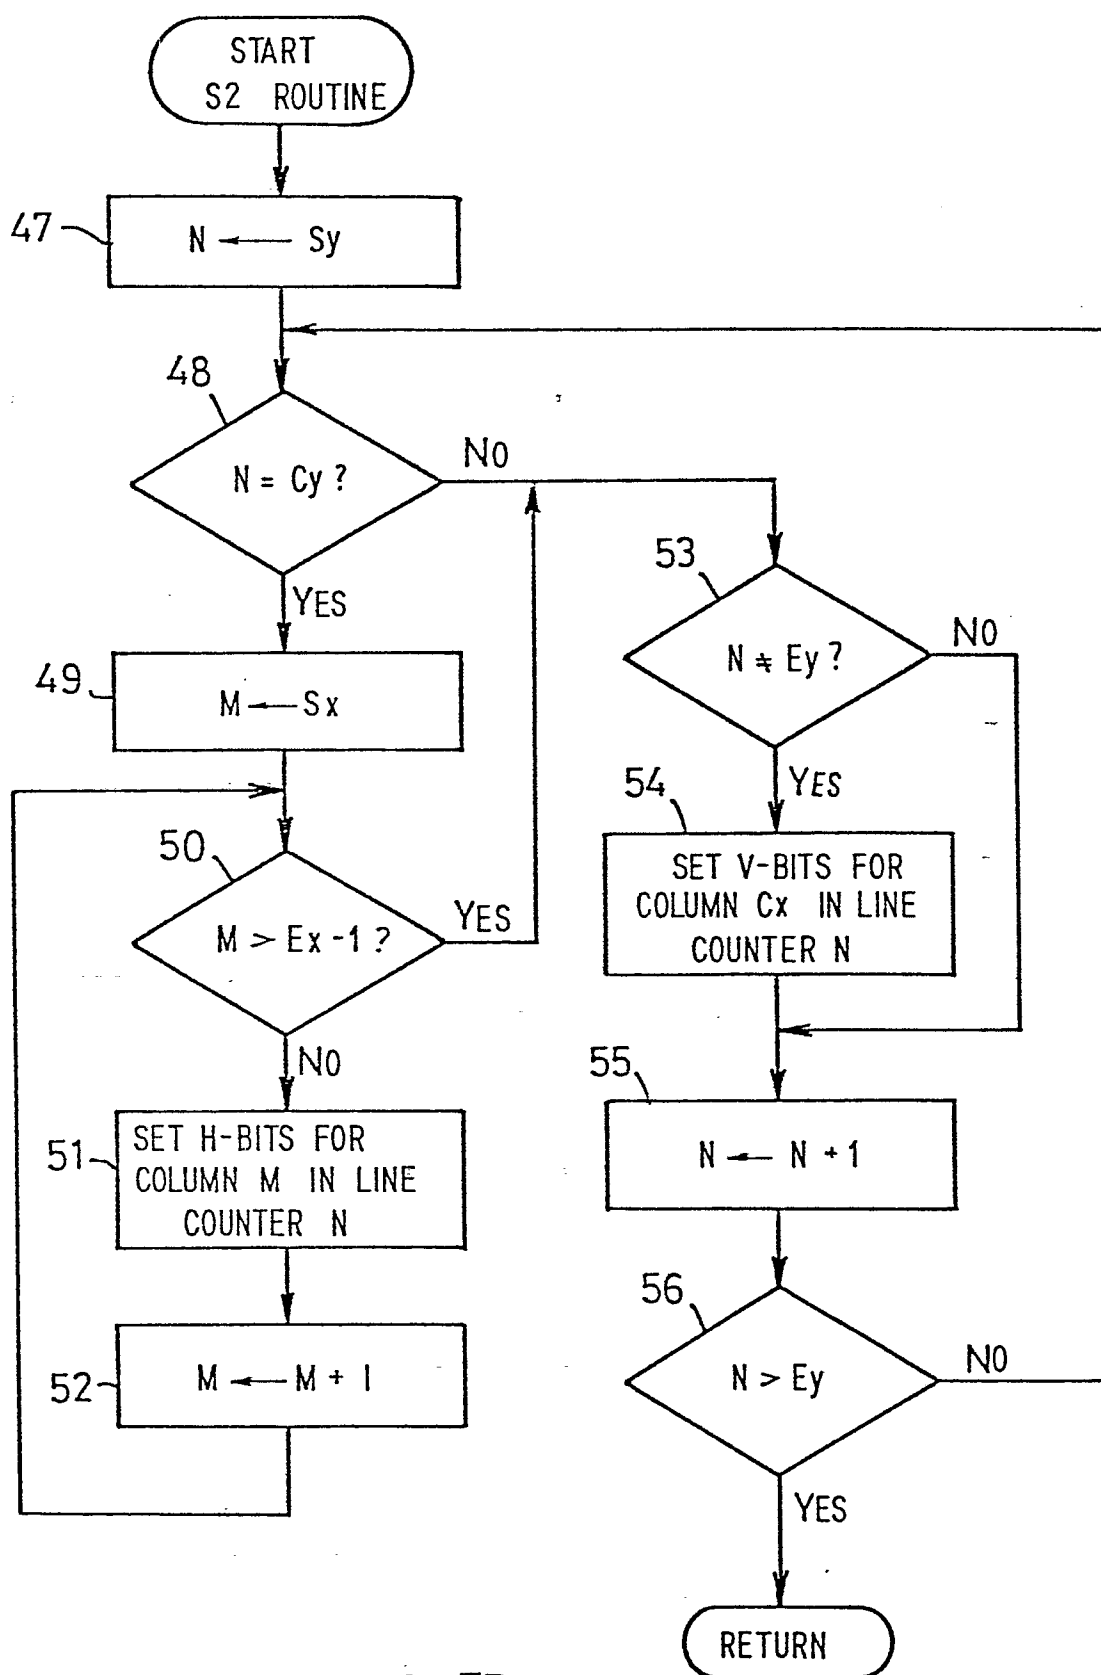 START
S2 ROUTINE
47
N ← Sy
48
N = Cy ?
NO
YES
49
M ← Sx
50
M > Ex -1 ?
YES
NO
51
SET H-BITS FOR
COLUMN M IN LINE
COUNTER N
52
M ← M + 1
53
N ≠ Ey ?
NO
YES
54
SET V-BITS FOR
COLUMN Cx IN LINE
COUNTER N
55
N ← N + 1
56
N > Ey
NO
YES
RETURN